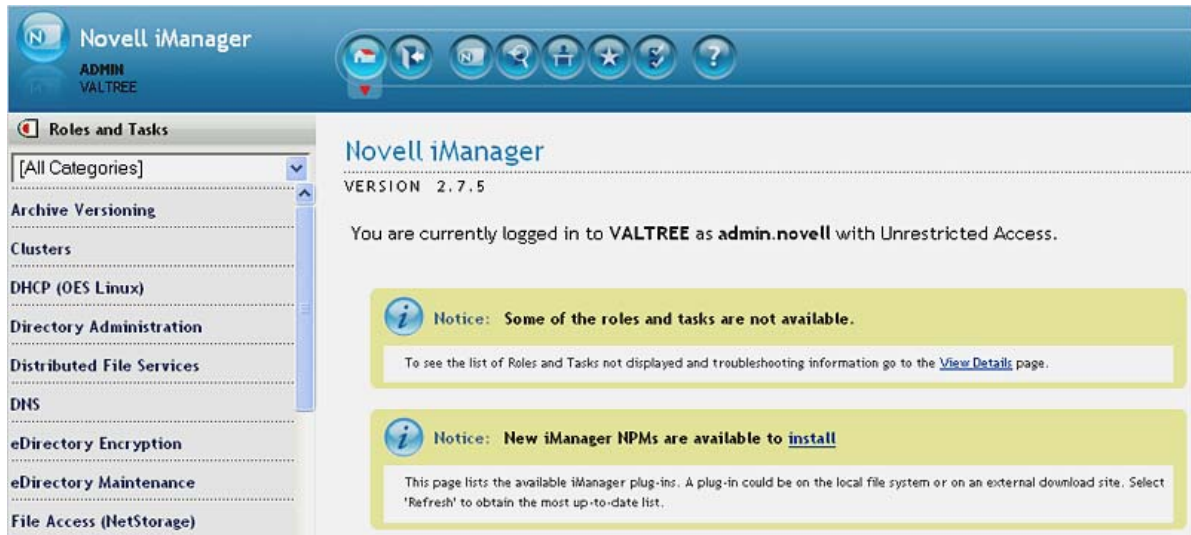 Novell iManager
ADMIN
VALTREE
Roles and Tasks
[All Categories]
Archive Versioning
Clusters
DHCP (OES Linux)
Directory Administration
Distributed File Services
DNS
eDirectory Encryption
eDirectory Maintenance
File Access (NetStorage)
N
N
?
Novell iManager
VERSION 2.7.5
You are currently logged in to VALTREE as admin.novell with Unrestricted Access.
i
Notice: Some of the roles and tasks are not available.
To see the list of Roles and Tasks not displayed and troubleshooting information go to the View Details page.
i
Notice: New iManager NPMs are available to install
This page lists the available iManager plug-ins. A plug-in could be on the local file system or on an external download site. Select
'Refresh' to obtain the most up-to-date list.